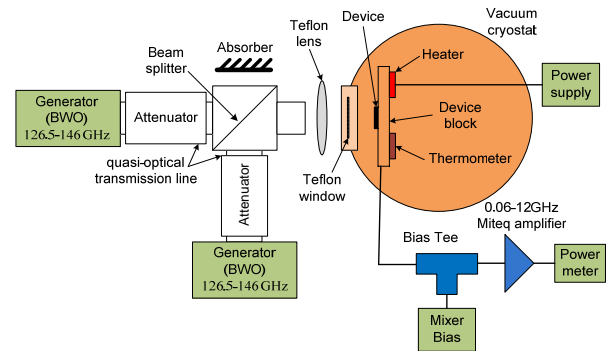 Device
Vacuum
cryostat
Teflon
lens
Absorber
Beam
splitter
Heater
Generator
(BWO)
126.5-146 GHz
Attenuator
Power
supply
Device
block
quasi-optical
transmission line
Thermometer
Teflon
window
Attenuator
0.06-12GHz
Miteq amplifier
Bias Tee
Generator
(BWO)
126.5-146 GHz
Power
meter
Mixer
Bias